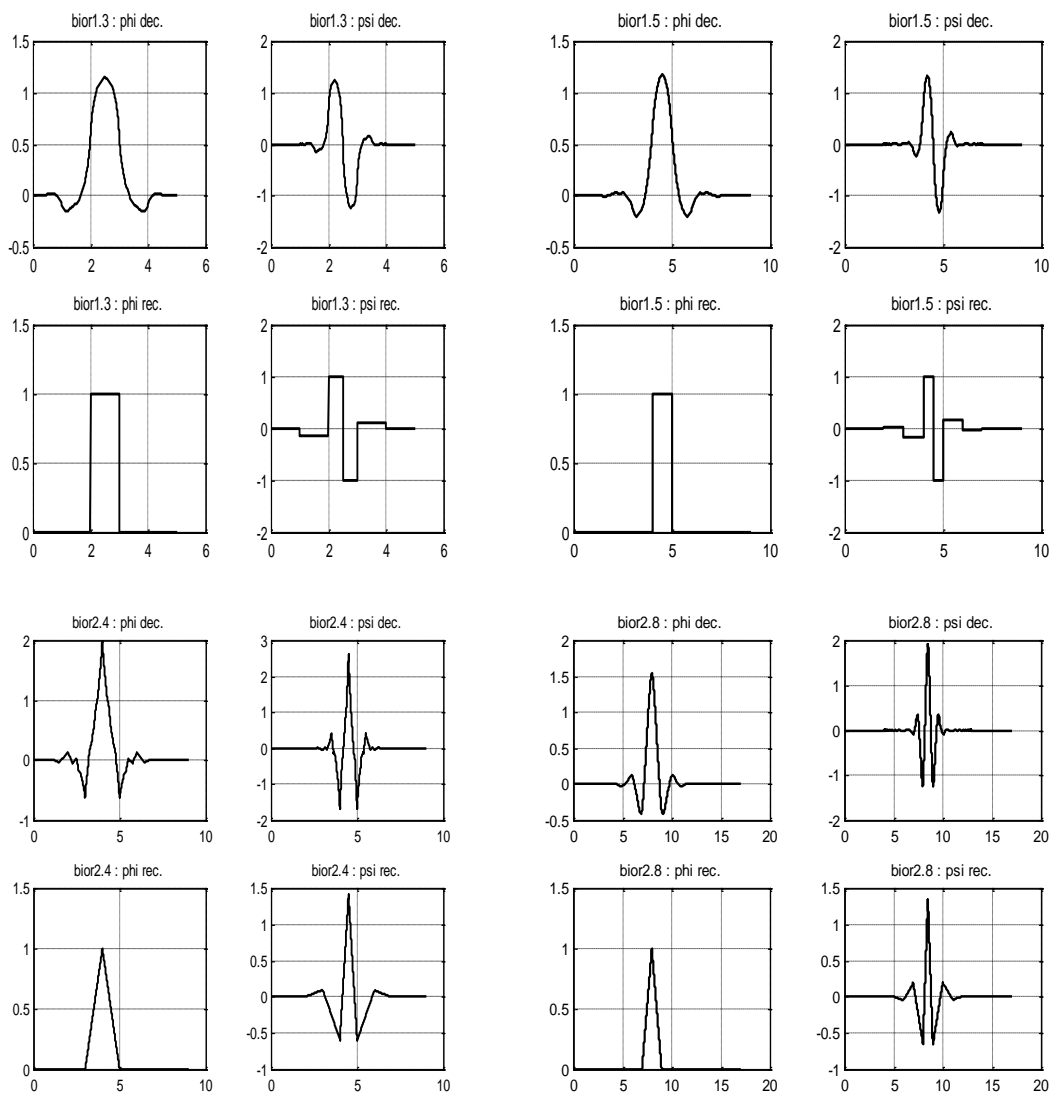 bior1.3 : phi dec.
1.5
1
0.5
0
-0.5
0 2 4 6
bior1.3 : psi dec.
2
1
0
-1
-2
0 2 4 6
bior1.5 : phi dec.
1.5
1
0.5
0
-0.5
0 5 10
bior1.5 : psi dec.
2
1
0
-1
-2
0 5 10
bior1.3 : phi rec.
1.5
1
0.5
0
0 2 4 6
bior1.3 : psi rec.
2
1
0
-1
-2
0 2 4 6
bior1.5 : phi rec.
1.5
1
0.5
0
0 5 10
bior1.5 : psi rec.
2
1
0
-1
-2
0 5 10
bior2.4 : phi dec.
2
1
0
-1
0 5 10
bior2.4 : psi dec.
3
2
1
0
-1
-2
0 5 10
bior2.8 : phi dec.
2
1.5
1
0.5
0
-0.5
0 5 10 15 20
bior2.8 : psi dec.
2
1
0
-1
-2
0 5 10 15 20
bior2.4 : phi rec.
1.5
1
0.5
0
0 5 10
bior2.4 : psi rec.
1.5
1
0.5
0
-0.5
-1
0 5 10
bior2.8 : phi rec.
1.5
1
0.5
0
0 5 10 15 20
bior2.8 : psi rec.
1.5
1
0.5
0
-0.5
-1
0 5 10 15 20